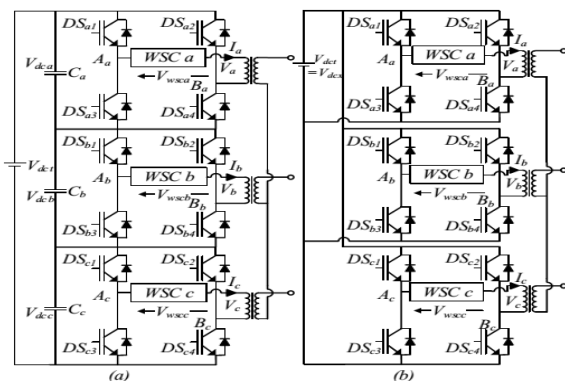 DSa1 DSa2 Ia
Vdca Ca Aa WSC a Va
Vwsca Ba
DSa3 DSa4
DSb1 DSb2 Ib
Vdct
Vdcb Cb Ab WSC b Vb
Vwscb Bb
DSb3 DSb4
DSc1 DSc2 Ic
Vdcc Cc Ac WSC c Vc
Vwscc Bc
DSc3 DSc4
(a)
DSa1 DSa2 Ia
Vdct
=Vdcx
Aa WSC a Va
Vwsca Ba
DSa3 DSa4
DSb1 DSb2 Ib
Ab WSC b Vb
Vwscb Bb
DSb3 DSb4
DSc1 DSc2 Ic
Ac WSC c Vc
Vwscc Bc
DSc3 DSc4
(b)